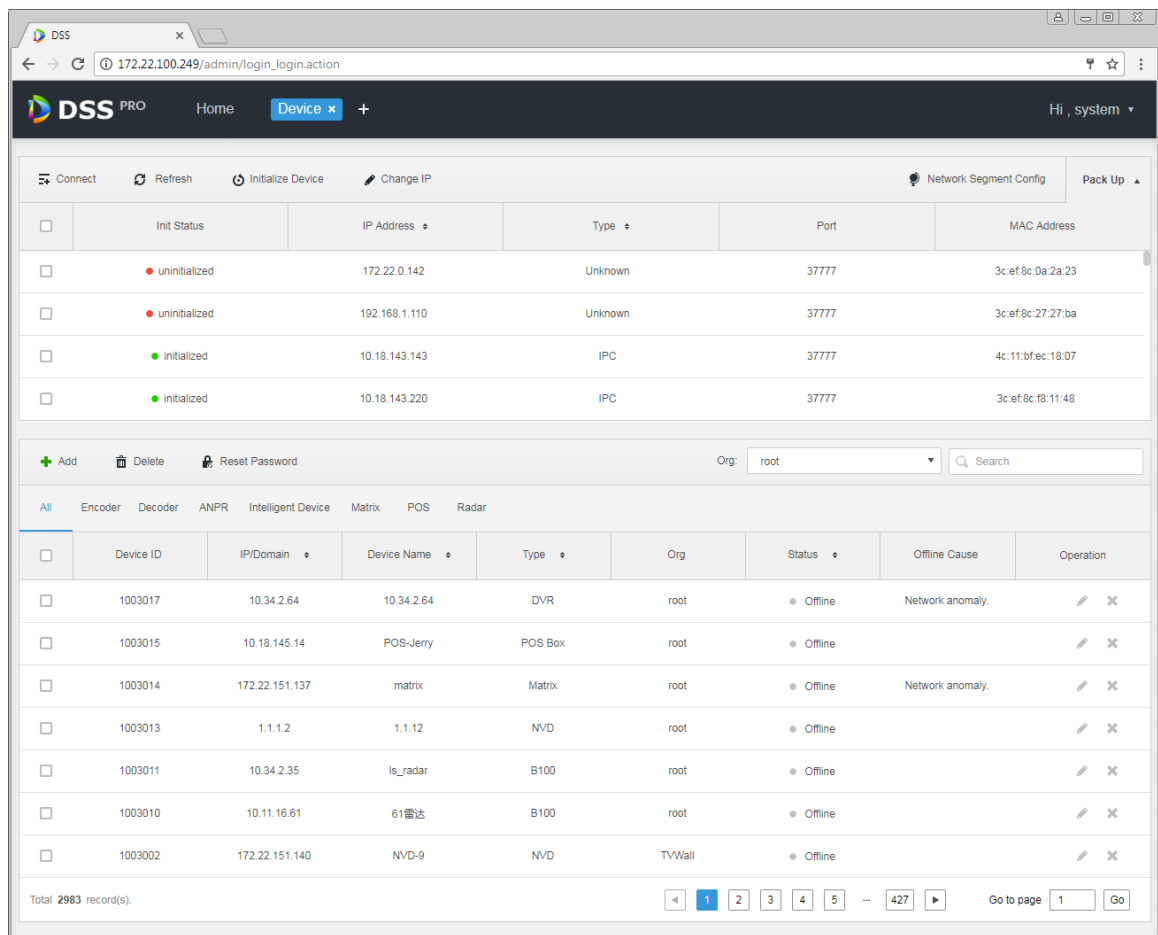 DSS
172.22.100.249/admin/login_login.action
DSS PRO Home Device + Hi , system
Connect Refresh Initialize Device Change IP Network Segment Config Pack Up
Init Status IP Address Type Port MAC Address
uninitialized 172.22.0.142 Unknown 37777 3c:ef:8c:0a:2a:23
uninitialized 192.168.1.110 Unknown 37777 3c:ef:8c:27:27:ba
initialized 10.18.143.143 IPC 37777 4c:11:bf:ec:18:07
initialized 10.18.143.220 IPC 37777 3c:ef:8c:f8:11:48
Add Delete Reset Password Org: root Search
All Encoder Decoder ANPR Intelligent Device Matrix POS Radar
Device ID IP/Domain Device Name Type Org Status Offline Cause Operation
1003017 10.34.2.64 10.34.2.64 DVR root Offline Network anomaly.
1003015 10.18.145.14 POS-Jerry POS Box root Offline
1003014 172.22.151.137 matrix Matrix root Offline Network anomaly.
1003013 1.1.1.2 1.1.12 NVD root Offline
1003011 10.34.2.35 ls_radar B100 root Offline
1003010 10.11.16.61 61雷达 B100 root Offline
1003002 172.22.151.140 NVD-9 NVD TVWall Offline
Total 2983 record(s). 1 2 3 4 5 ... 427 Go to page 1 Go